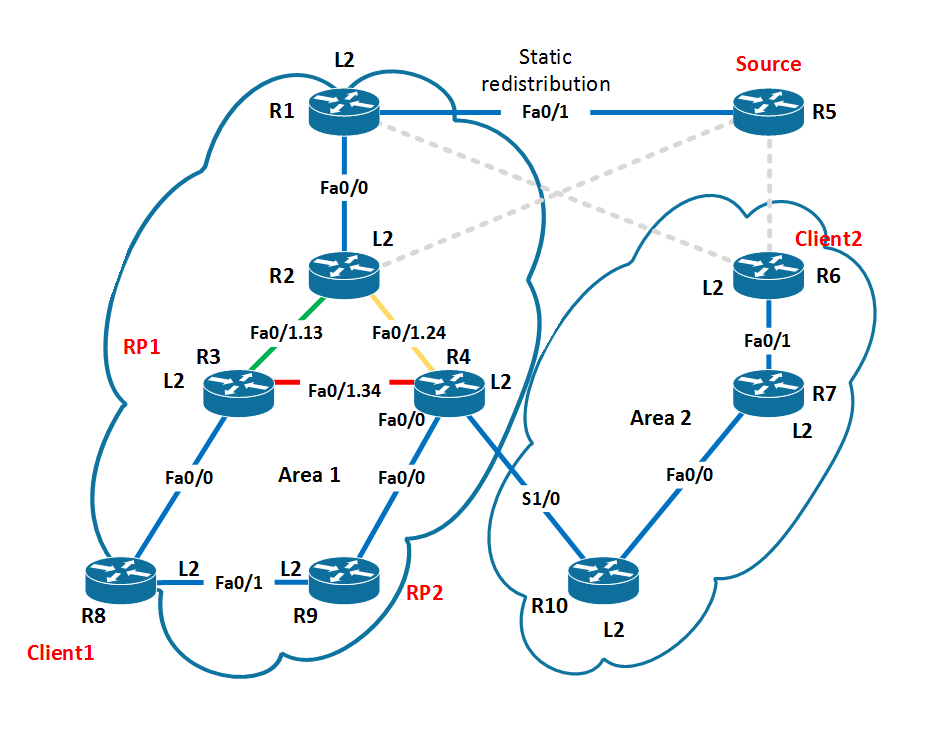 L2
Static
redistribution
Source
R1
Fa0/1
R5
Fa0/0
L2
Client2
R2
L2
R6
Fa0/1.13
Fa0/1.24
Fa0/1
RP1
R3
R4
L2
Fa0/1.34
L2
R7
Fa0/0
Area 2
L2
Fa0/0
Area 1
Fa0/0
Fa0/0
S1/0
L2
L2
Fa0/1
RP2
R8
R9
R10
L2
Client1